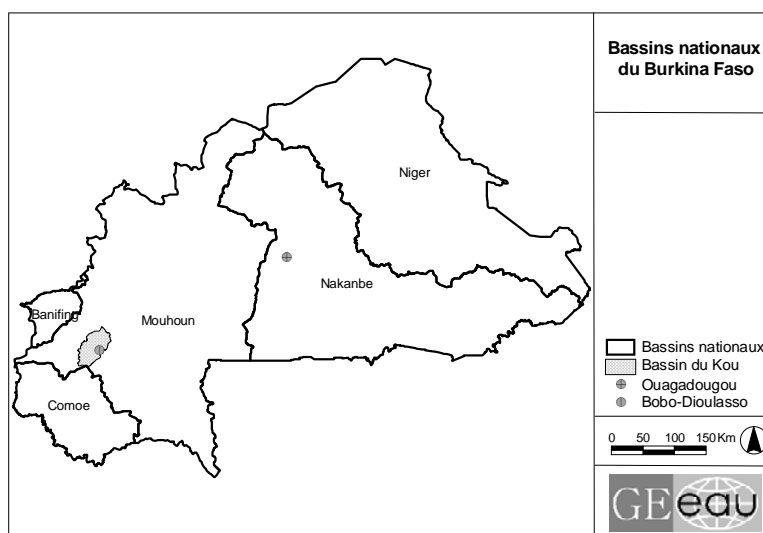 Bassins nationaux
du Burkina Faso
Niger
Nakanbe
Banifing
Mouhoun
Comoe
Bassins nationaux
Bassin du Kou
Ouagadougou
Bobo-Dioulasso
0 50 100 150 Km
GEeau